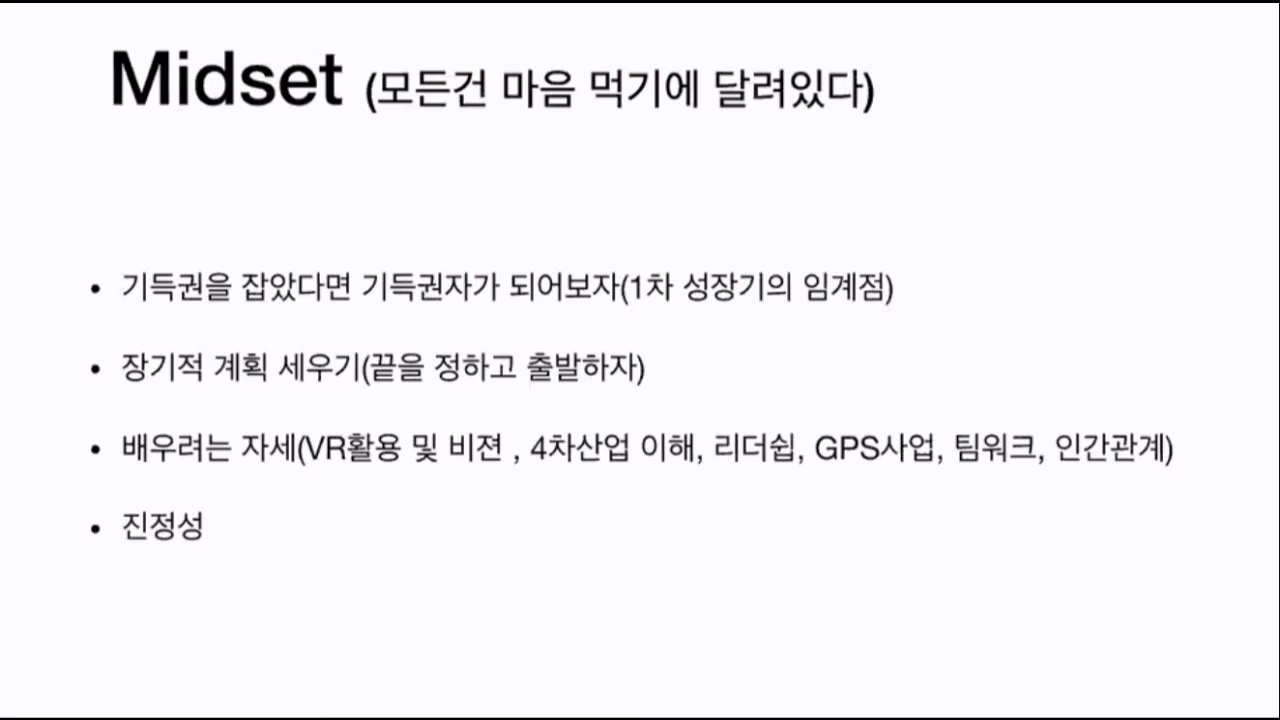 Midset (모든건 마음 먹기에 달려있다)
• 기득권을 잡았다면 기득권자가 되어보자(1차 성장기의 임계점)
• 장기적 계획 세우기(끝을 정하고 출발하자)
• 배우려는 자세(VR활용 및 비젼 , 4차산업 이해, 리더쉽, GPS사업, 팀워크, 인간관계)
• 진정성